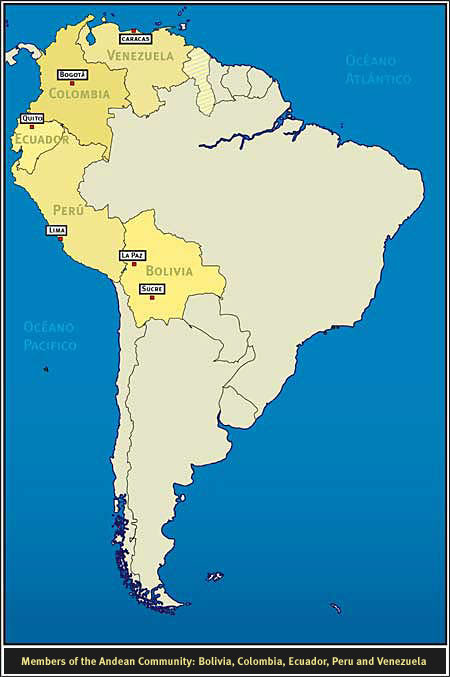 CARACAS
VENEZUELA
OCÉANO
ATLÁNTICO
BOGOTÁ
COLOMBIA
QUITO
ECUADOR
PERÚ
LIMA
LA PAZ
BOLIVIA
SUCRE
OCÉANO
PACIFICO
Members of the Andean Community: Bolivia, Colombia, Ecuador, Peru and Venezuela